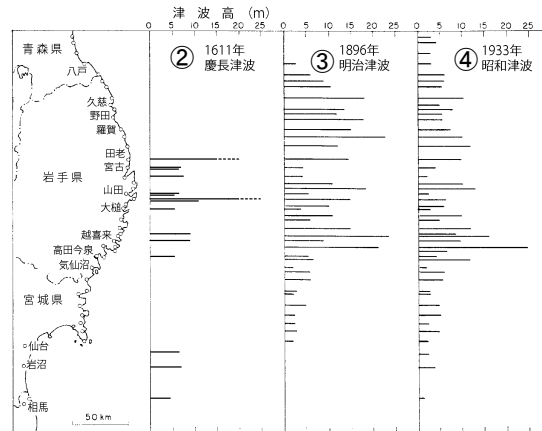 津波高 (m)
0 5 10 15 20 25 0 5 10 15 20 25 0 5 10 15 20 25
② 1611年
慶長津波
③ 1896年
明治津波
④ 1933年
昭和津波
青森県
八戸
久慈
野田
羅賀
田老
宮古
岩手県
山田
大槌
越喜来
高田今泉
気仙沼
宮城県
仙台
岩沼
相馬
50km